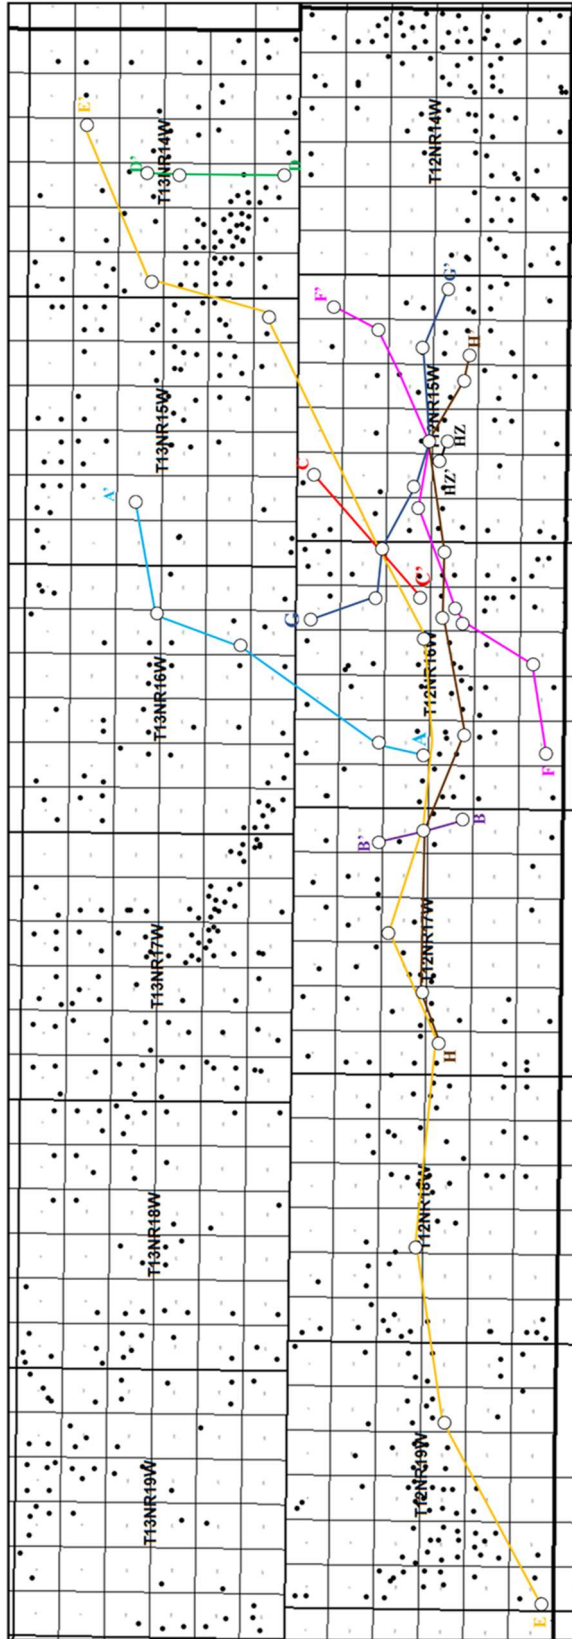 E'
D'
T13NR14W
D
T12NR14W
G'
F'
H'
T13NR15W
T12NR15W
HZ
HZ'
A'
C
C'
G
T13NR16W
T12NR16W
A
F
B'
B
T13NR17W
T12NR17W
H
T13NR18W
T12NR18W
T13NR19W
T12NR19W
E